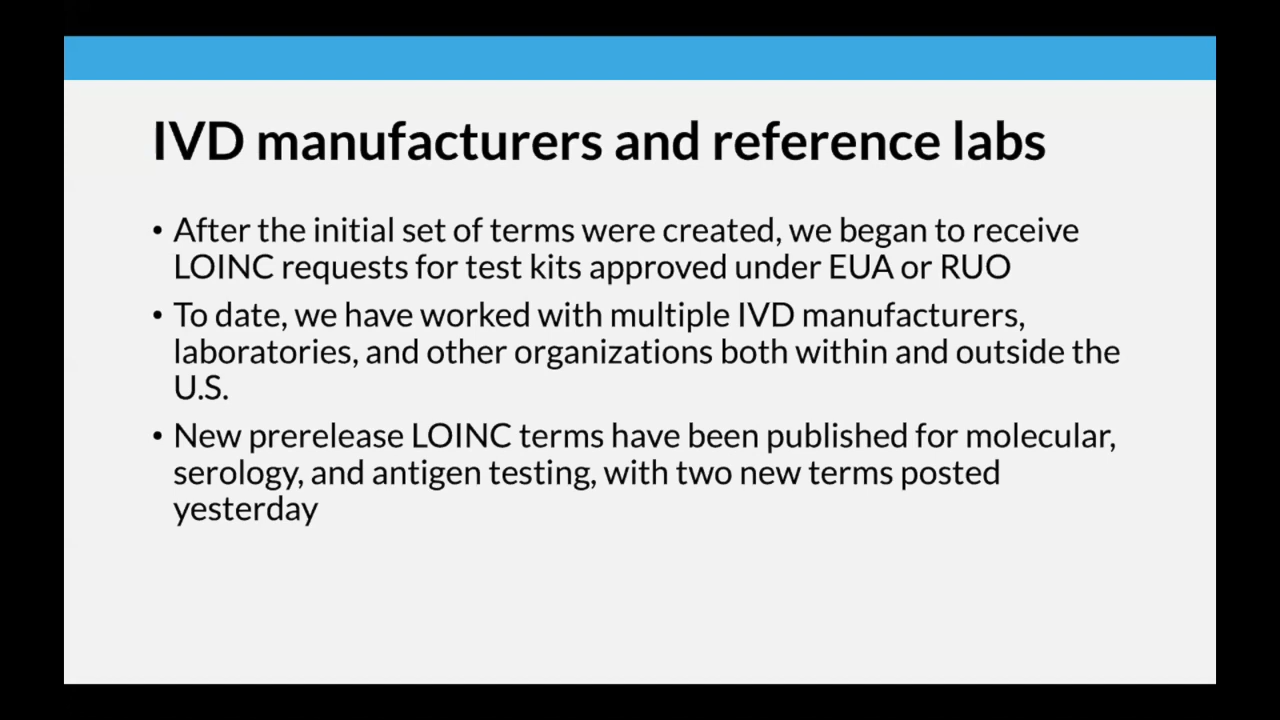 IVD manufacturers and reference labs
• After the initial set of terms were created, we began to receive
LOINC requests for test kits approved under EUA or RUO
• To date, we have worked with multiple IVD manufacturers,
laboratories, and other organizations both within and outside the
U.S.
• New prerelease LOINC terms have been published for molecular,
serology, and antigen testing, with two new terms posted
yesterday